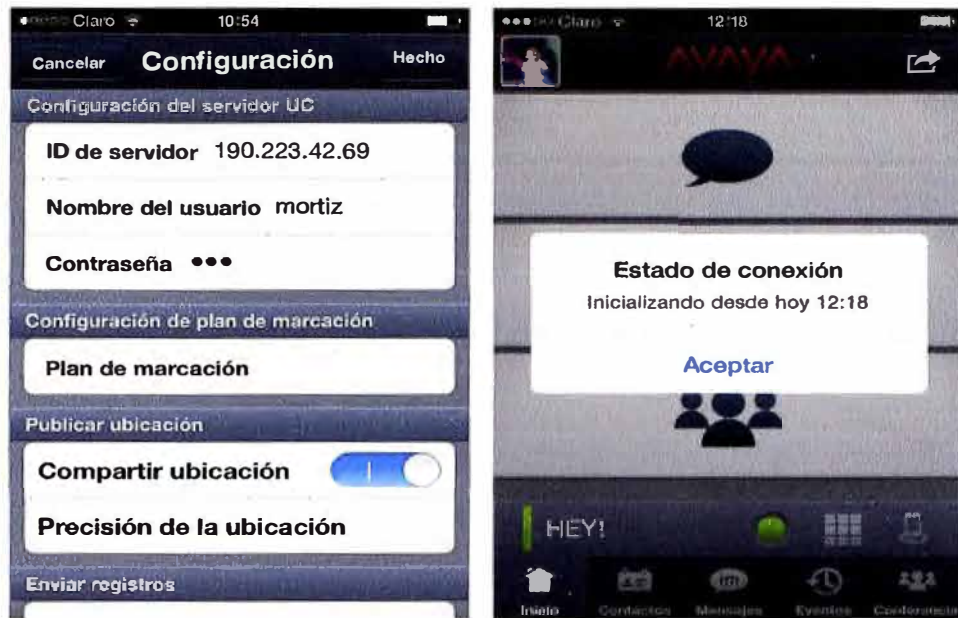 Claro 10:54
Cancelar Configuración Hecho
Configuración del servidor UC
ID de servidor 190.223.42.69
Nombre del usuario mortiz
Contraseña •••
Configuración de plan de marcación
Plan de marcación
Publicar ubicación
Compartir ubicación
Precisión de la ubicación
Enviar registros
Claro 12:18
AVAYA
Estado de conexión
Inicializando desde hoy 12:18
Aceptar
HEY!
Inicio Contactos Mensajes Eventos Conferencia